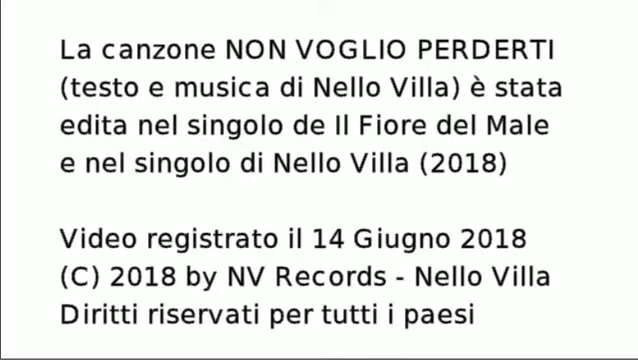 La canzone NON VOGLIO PERDERTI
(testo e musica di Nello Villa) è stata
edita nel singolo de Il Fiore del Male
e nel singolo di Nello Villa (2018)
Video registrato il 14 Giugno 2018
(C) 2018 by NV Records - Nello Villa
Diritti riservati per tutti i paesi